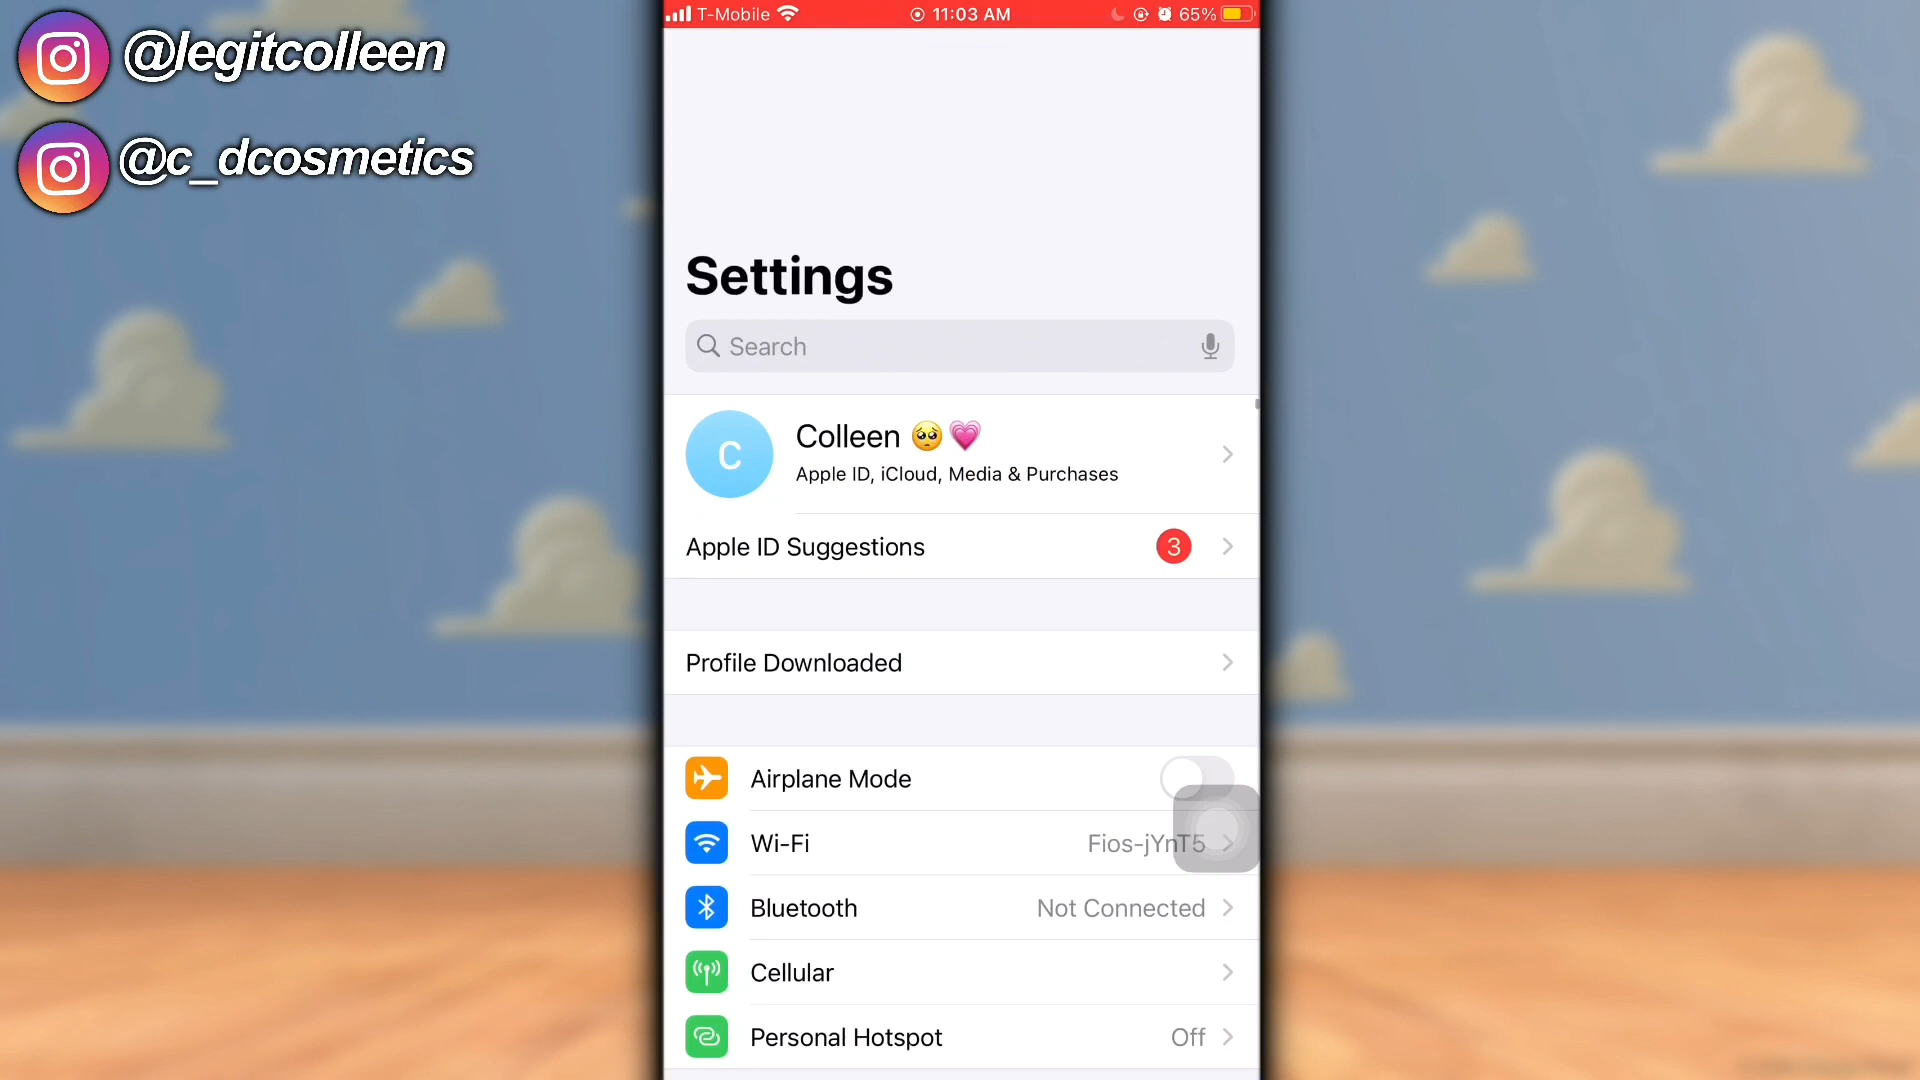 @legitcolleen
@c_dcosmetics
T-Mobile 11:03 AM 65%
Settings
Search
C
Colleen 🥺💗
Apple ID, iCloud, Media & Purchases
Apple ID Suggestions 3
Profile Downloaded
Airplane Mode
Wi-Fi Fios-jYnT5
Bluetooth Not Connected
Cellular
Personal Hotspot Off